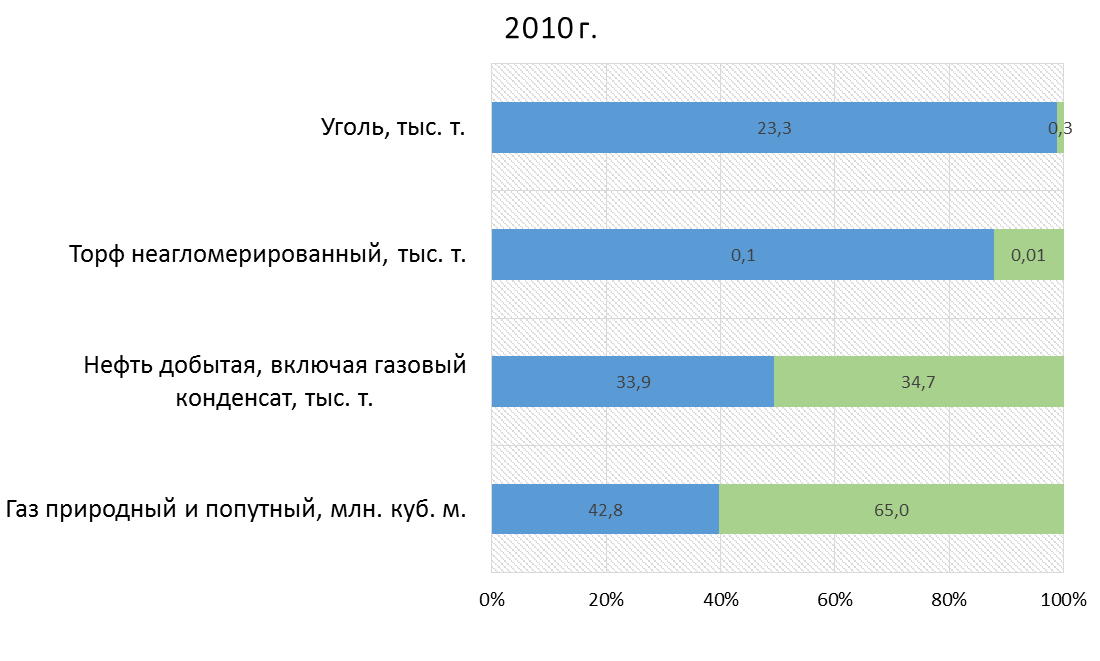 2010 г.
Уголь, тыс. т.
23,3
0,3
Торф неагломерированный, тыс. т.
0,1
0,01
Нефть добытая, включая газовый
конденсат, тыс. т.
33,9
34,7
Газ природный и попутный, млн. куб. м.
42,8
65,0
0%
20%
40%
60%
80%
100%